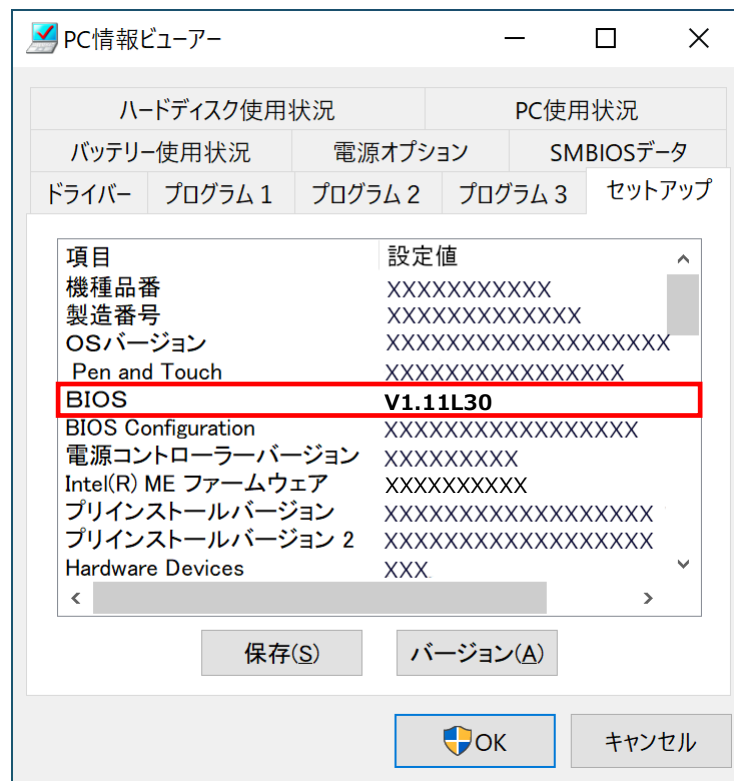 PC情報ビューアー
ハードディスク使用状況 PC使用状況
バッテリー使用状況 電源オプション SMBIOSデータ
ドライバー プログラム 1 プログラム 2 プログラム 3 セットアップ
項目 設定値
機種品番 XXXXXXXXXXX
製造番号 XXXXXXXXXXXXX
OSバージョン XXXXXXXXXXXXXXXXXXX
Pen and Touch XXXXXXXXXXXXXXXX
BIOS V1.11L30
BIOS Configuration XXXXXXXXXXXXXXXXX
電源コントローラーバージョン XXXXXXXXX
Intel(R) ME ファームウェア XXXXXXXXXX
プリインストールバージョン XXXXXXXXXXXXXXXXXX
プリインストールバージョン 2 XXXXXXXXXXXXXXXXXX
Hardware Devices XXX
保存(S) バージョン(A)
OK キャンセル